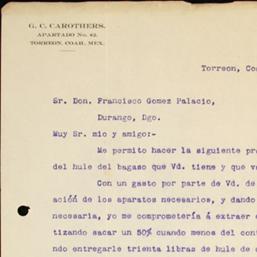 G. C. CAROTHERS.
APARTADO No. 42.
TORREON, COAH. MEX.
Torreon, Co
Sr. Don. Francisco Gomez Palacio,
Durango, Dgo.
Muy Sr. mio y amigo:-
Me permito hacer la siguiente pr
del hule del bagaso que Vd. tiene y que v
Con un gasto por parte de Vd. de
ación de los aparatos necesarios, y dando
necesaria, yo me comprometería á extraer e
tizando sacar un 50% cuando menos del cont
ndo entregarle trienta libras de hule de c